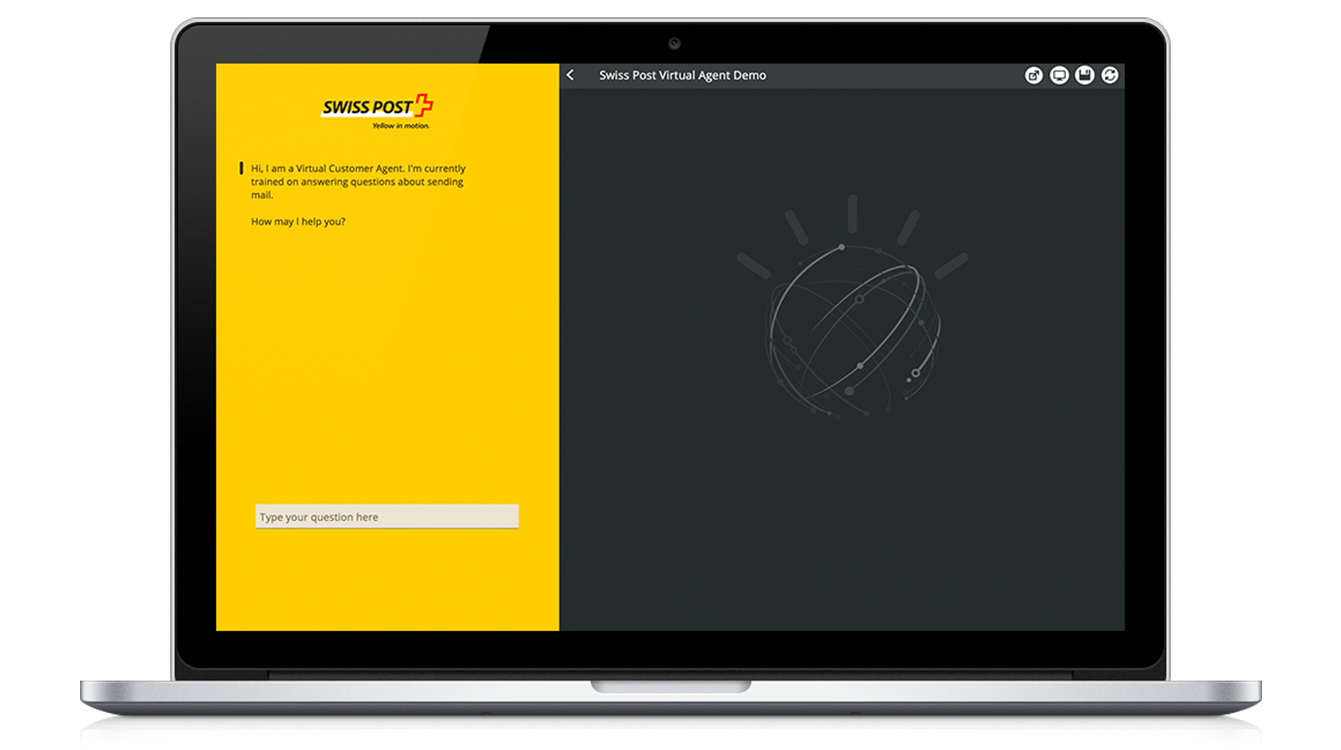 SWISS POST
Yellow in motion.
Hi, I am a Virtual Customer Agent. I'm currently
trained on answering questions about sending
mail.
How may I help you?
Type your question here
Swiss Post Virtual Agent Demo